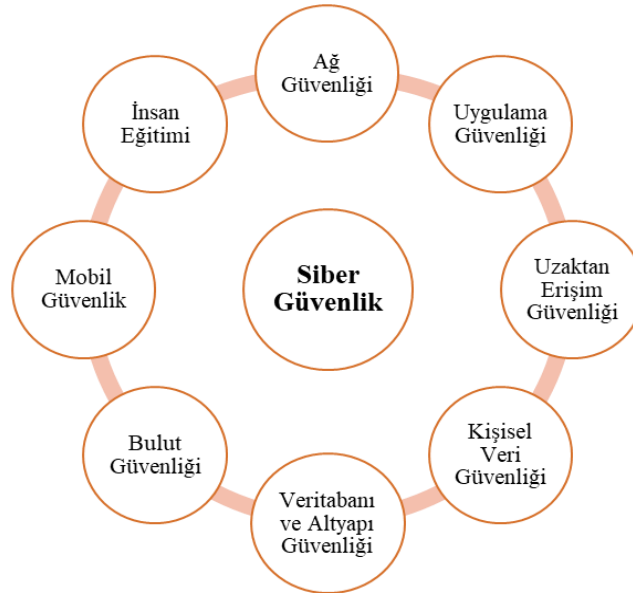 Ağ
Güvenliği
Uygulama
Güvenliği
Uzaktan
Erişim
Güvenliği
Kişisel
Veri
Güvenliği
Veritabanı
ve Altyapı
Güvenliği
Bulut
Güvenliği
Mobil
Güvenlik
İnsan
Eğitimi
Siber
Güvenlik